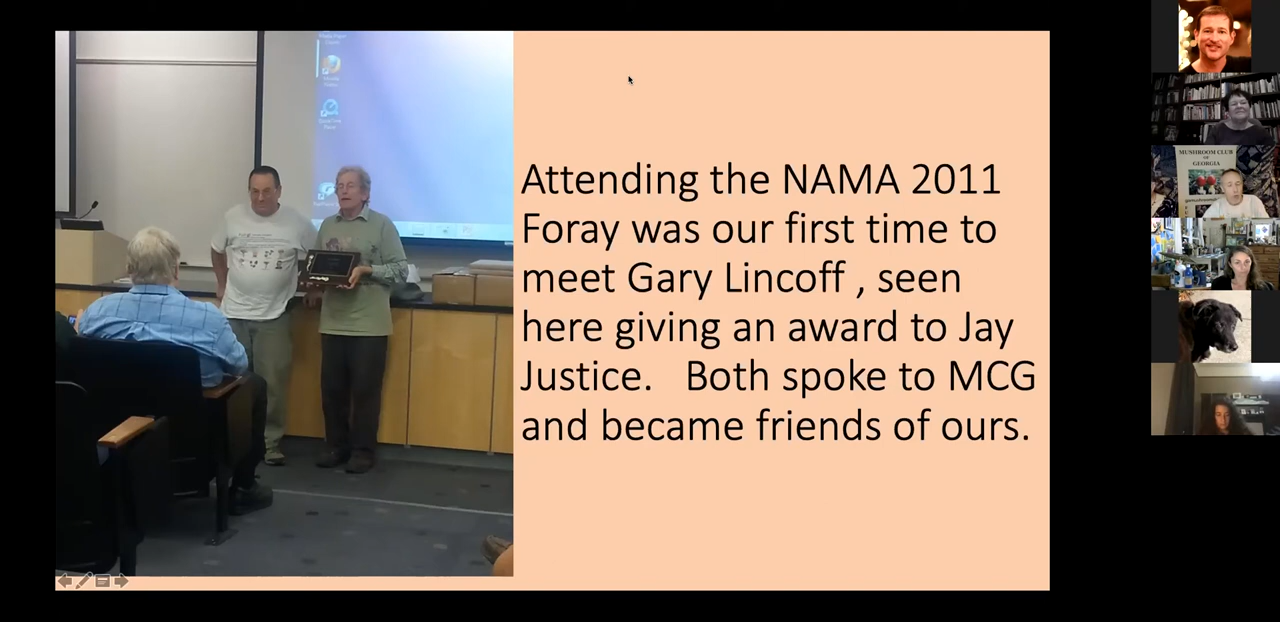 Attending the NAMA 2011
Foray was our first time to
meet Gary Lincoff , seen
here giving an award to Jay
Justice.   Both spoke to MCG
and became friends of ours.
MUSHROOM CLUB
OF
GEORGIA